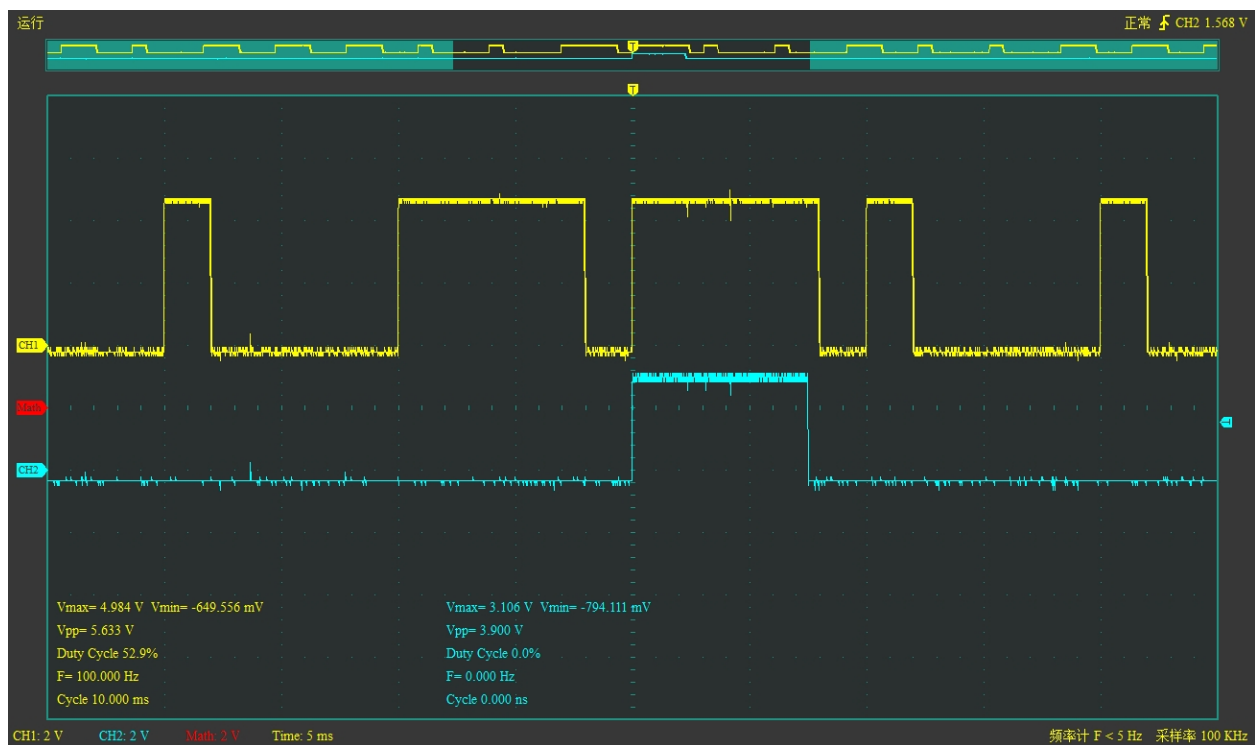 运行
正常 CH2 1.568 V
T
T
CH1
Math
T
CH2
Vmax= 4.984 V Vmin= -649.556 mV
Vpp= 5.633 V
Duty Cycle 52.9%
F= 100.000 Hz
Cycle 10.000 ms
Vmax= 3.106 V Vmin= -794.111 mV
Vpp= 3.900 V
Duty Cycle 0.0%
F= 0.000 Hz
Cycle 0.000 ns
CH1: 2 V CH2: 2 V Math: 2 V Time: 5 ms
频率计 F < 5 Hz 采样率 100 KHz